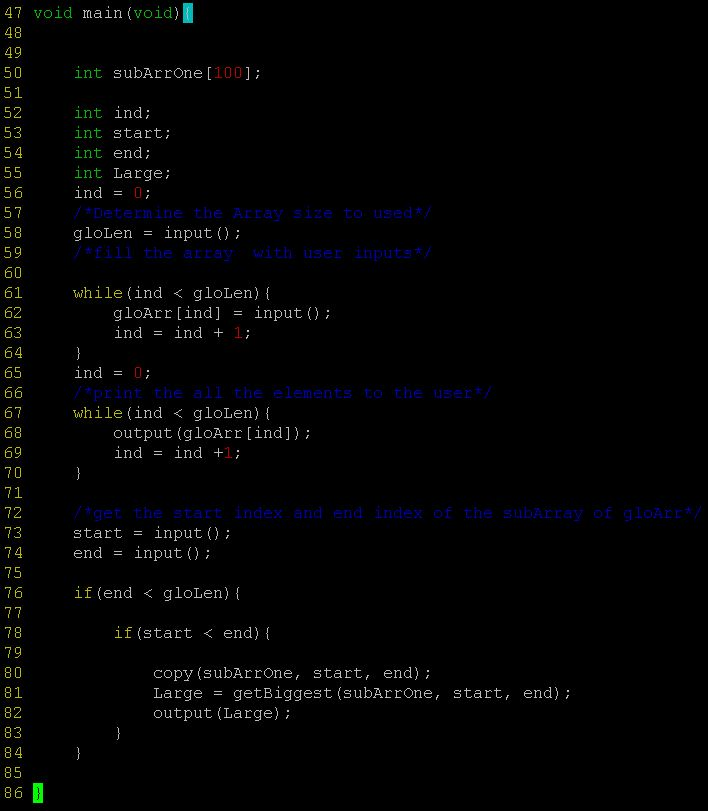 47 void main(void){
48
49
50     int subArrOne[100];
51
52     int ind;
53     int start;
54     int end;
55     int Large;
56     ind = 0;
57     /*Determine the Array size to used*/
58     gloLen = input();
59     /*fill the array  with user inputs*/
60
61     while(ind < gloLen){
62         gloArr[ind] = input();
63         ind = ind + 1;
64     }
65     ind = 0;
66     /*print the all the elements to the user*/
67     while(ind < gloLen){
68         output(gloArr[ind]);
69         ind = ind +1;
70     }
71
72     /*get the start index and end index of the subArray of gloArr*/
73     start = input();
74     end = input();
75
76     if(end < gloLen){
77
78         if(start < end){
79
80             copy(subArrOne, start, end);
81             Large = getBiggest(subArrOne, start, end);
82             output(Large);
83         }
84     }
85
86 }